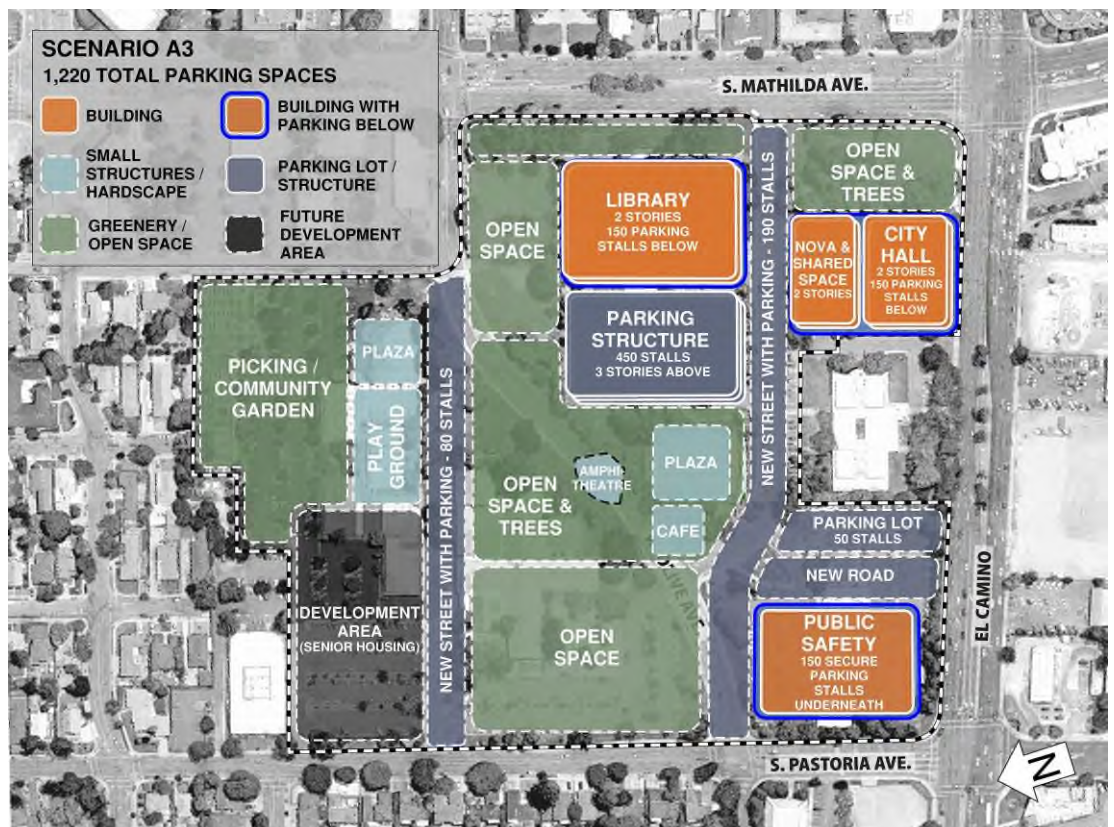 SCENARIO A3
1,220 TOTAL PARKING SPACES
BUILDING
BUILDING WITH
PARKING BELOW
SMALL
STRUCTURES /
HARDSCAPE
PARKING LOT /
STRUCTURE
GREENERY /
OPEN SPACE
FUTURE
DEVELOPMENT
AREA
S. MATHILDA AVE.
OPEN
SPACE
LIBRARY
2 STORIES
150 PARKING
STALLS BELOW
NEW STREET WITH PARKING - 190 STALLS
OPEN
SPACE
& TREES
NOVA &
SHARED
SPACE
2 STORIES
CITY
HALL
2 STORIES
150 PARKING
STALLS
BELOW
PARKING
STRUCTURE
450 STALLS
3 STORIES ABOVE
PICKING /
COMMUNITY
GARDEN
PLAZA
PLAY
GROUND
NEW STREET WITH PARKING - 80 STALLS
OPEN
SPACE &
TREES
AMPHI-
THEATRE
PLAZA
CAFE
PARKING LOT
50 STALLS
NEW ROAD
EL CAMINO
DEVELOPMENT
AREA
(SENIOR HOUSING)
OPEN
SPACE
PUBLIC
SAFETY
150 SECURE
PARKING
STALLS
UNDERNEATH
S. PASTORIA AVE.
N